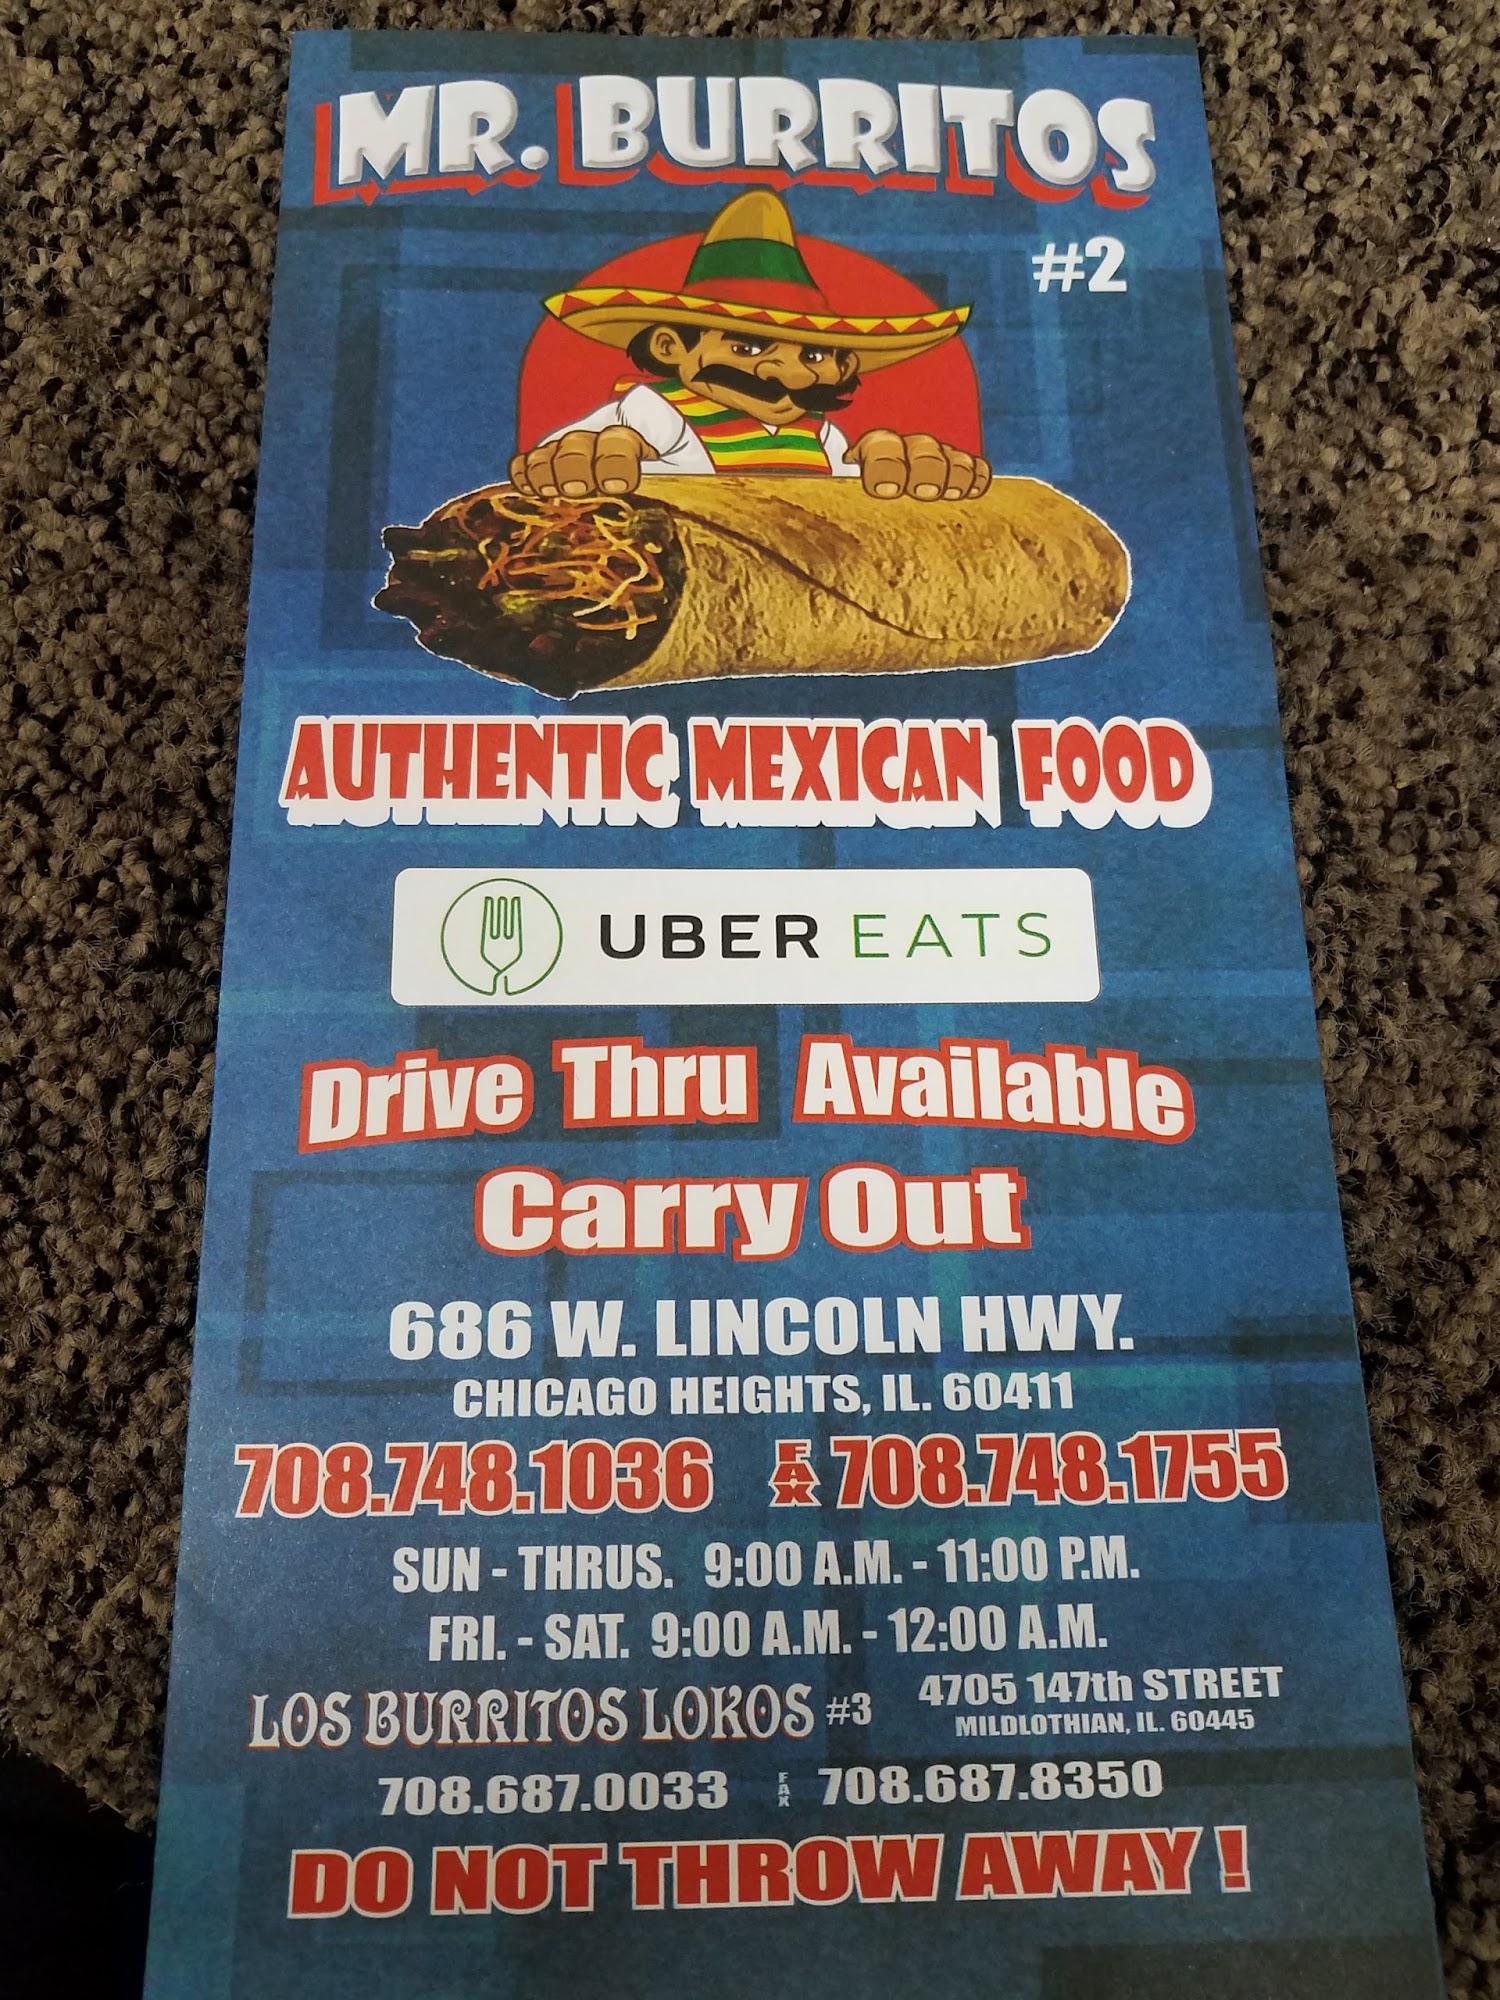 MR. BURRITOS
#2
AUTHENTIC MEXICAN FOOD
UBER EATS
Drive Thru Available
Carry Out
686 W. LINCOLN HWY.
CHICAGO HEIGHTS, IL. 60411
708.748.1036 FAX 708.748.1755
SUN - THRUS. 9:00 A.M. - 11:00 P.M.
FRI. - SAT. 9:00 A.M. - 12:00 A.M.
LOS BURRITOS LOKOS #3 4705 147th STREET
MILDLOTHIAN, IL. 60445
708.687.0033 FAX 708.687.8350
DO NOT THROW AWAY !